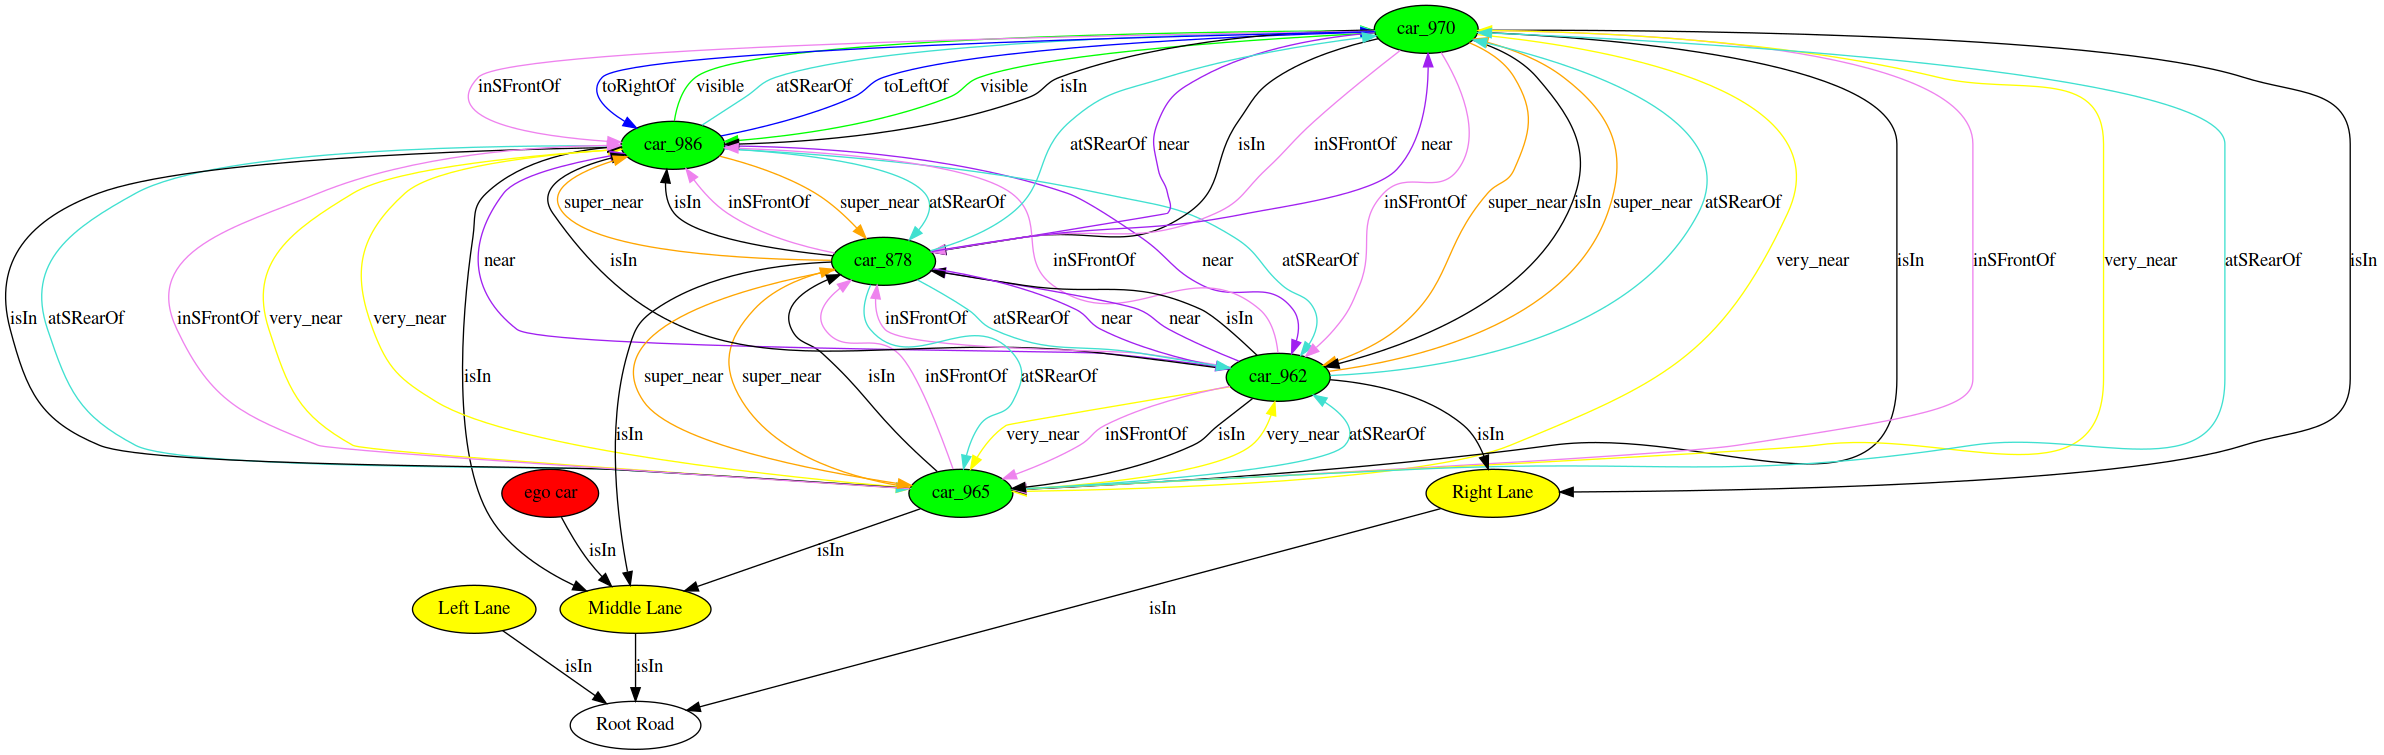 car_970
inSFrontOf toRightOf visible atSRearOf toLeftOf visible isIn
car_986 atSRearOf near isIn inSFrontOf near
super_near isIn inSFrontOf super_near atSRearOf inSFrontOf super_near isIn super_near atSRearOf
near isIn car_878 inSFrontOf near atSRearOf very_near isIn inSFrontOf very_near atSRearOf isIn
isIn atSRearOf inSFrontOf very_near very_near inSFrontOf atSRearOf near near isIn
isIn super_near super_near isIn inSFrontOf atSRearOf car_962
isIn very_near inSFrontOf isIn very_near atSRearOf isIn
ego car car_965 Right Lane
isIn isIn
Left Lane Middle Lane isIn
isIn isIn
Root Road